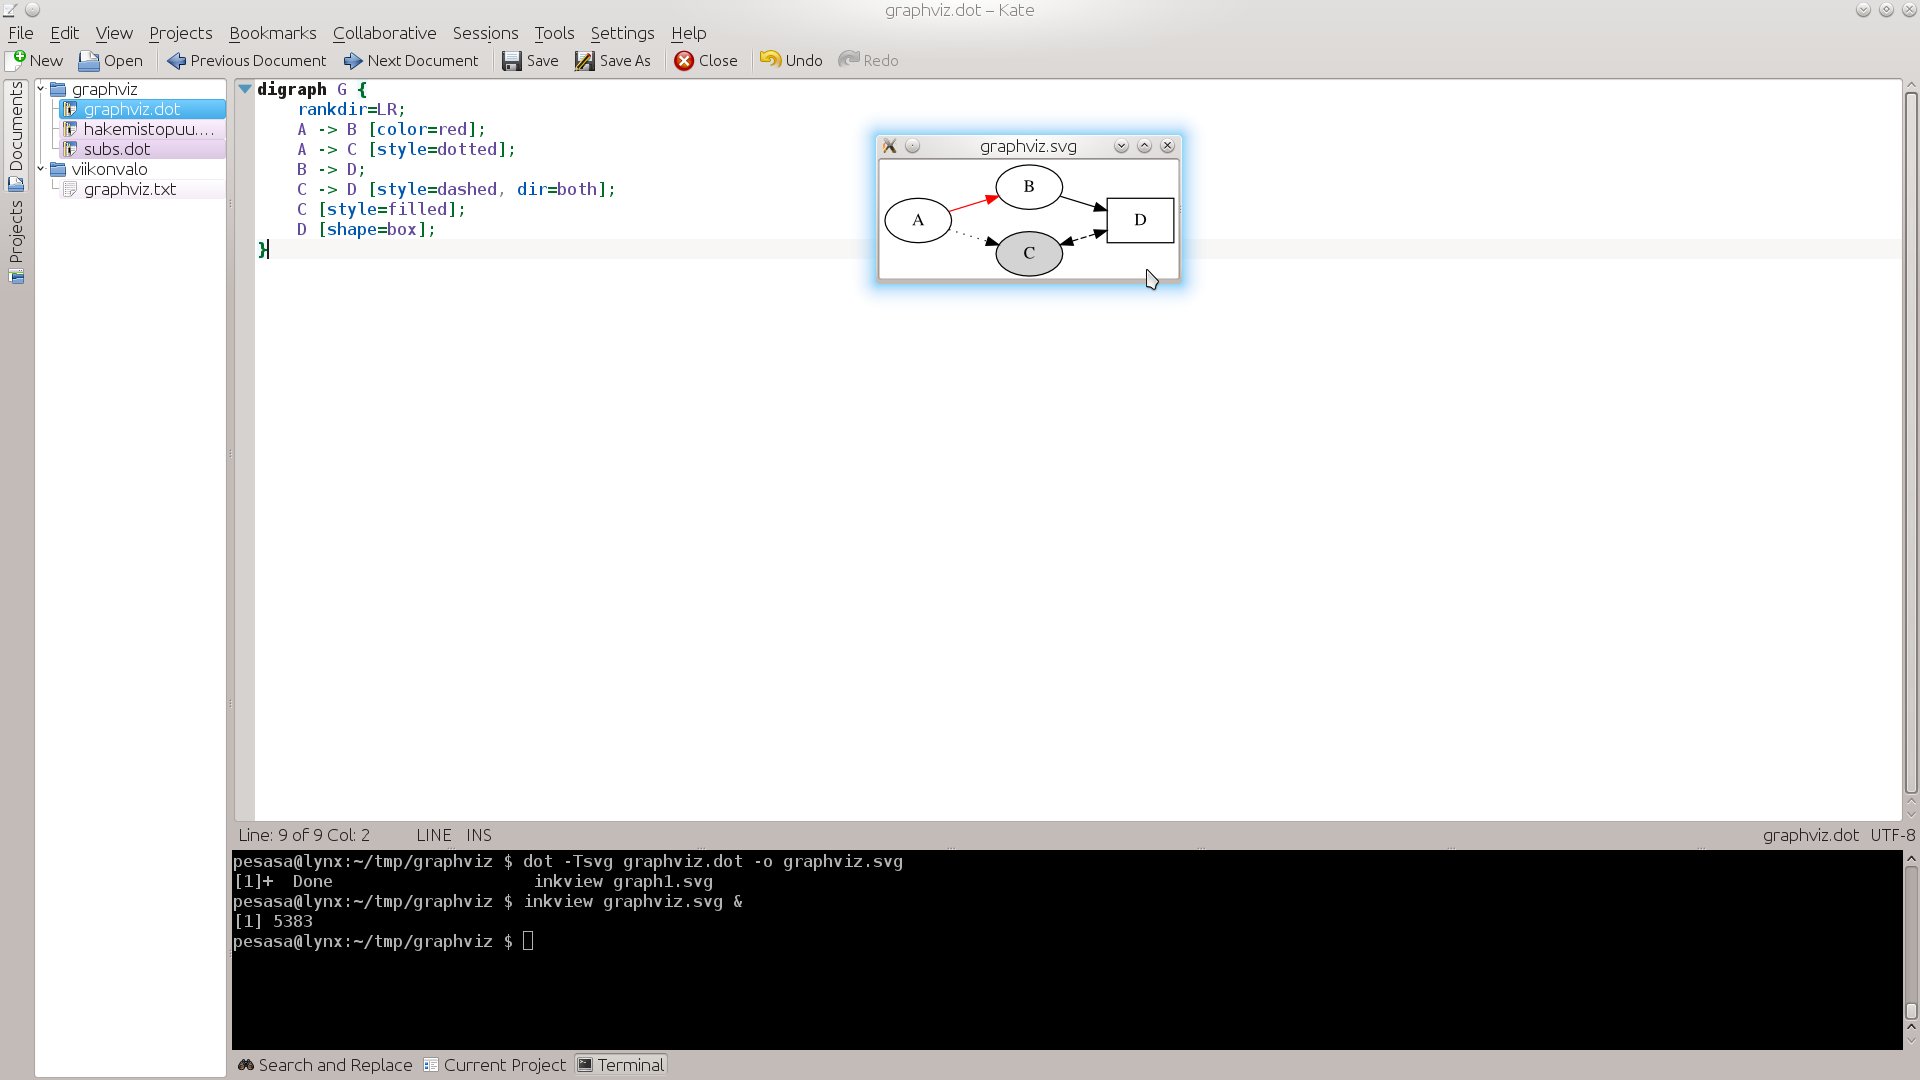 graphviz.dot – Kate
File Edit View Projects Bookmarks Collaborative Sessions Tools Settings Help
New Open Previous Document Next Document Save Save As Close Undo Redo
Documents
Projects
graphviz
graphviz.dot
hakemistopuu....
subs.dot
viikonvalo
graphviz.txt
digraph G {
    rankdir=LR;
    A -> B [color=red];
    A -> C [style=dotted];
    B -> D;
    C -> D [style=dashed, dir=both];
    C [style=filled];
    D [shape=box];
}
graphviz.svg
B
A
D
C
Line: 9 of 9 Col: 2 LINE INS graphviz.dot UTF-8
pesasa@lynx:~/tmp/graphviz $ dot -Tsvg graphviz.dot -o graphviz.svg
[1]+  Done                    inkview graph1.svg
pesasa@lynx:~/tmp/graphviz $ inkview graphviz.svg &
[1] 5383
pesasa@lynx:~/tmp/graphviz $
Search and Replace Current Project Terminal